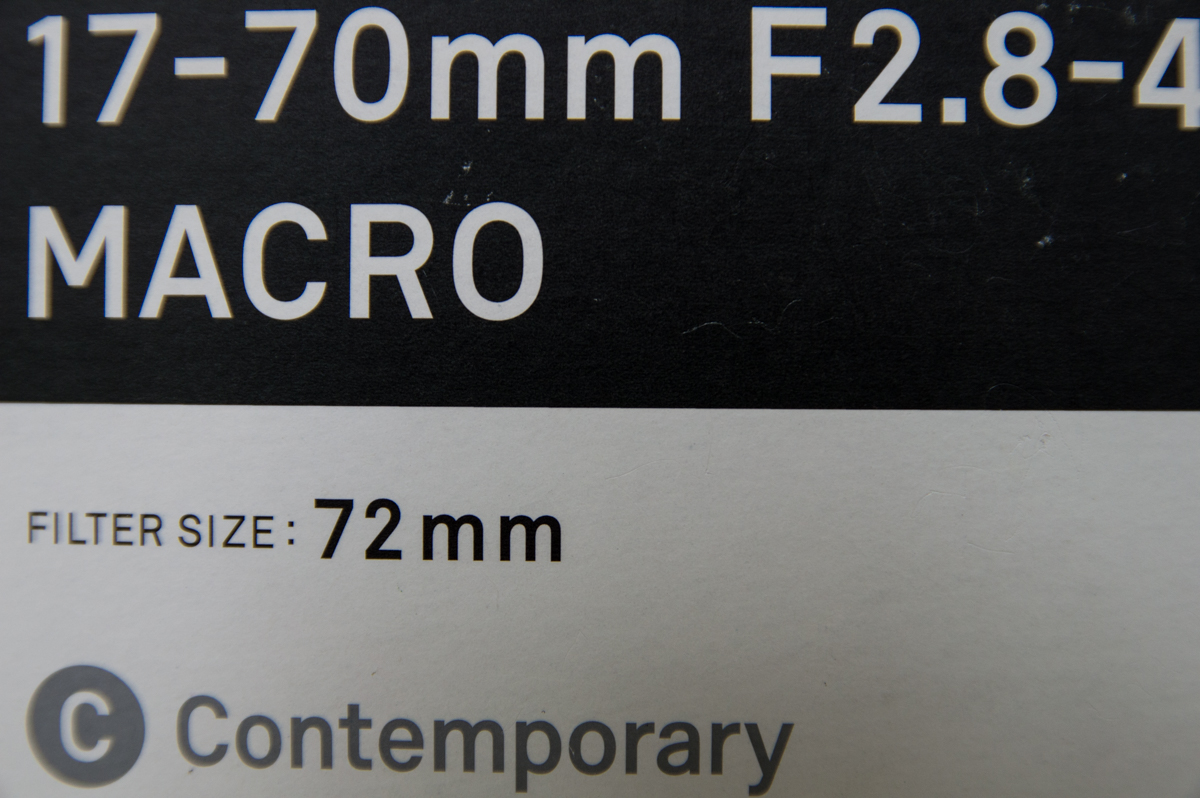 17-70mm F2.8-4
MACRO
FILTER SIZE: 72mm
C Contemporary